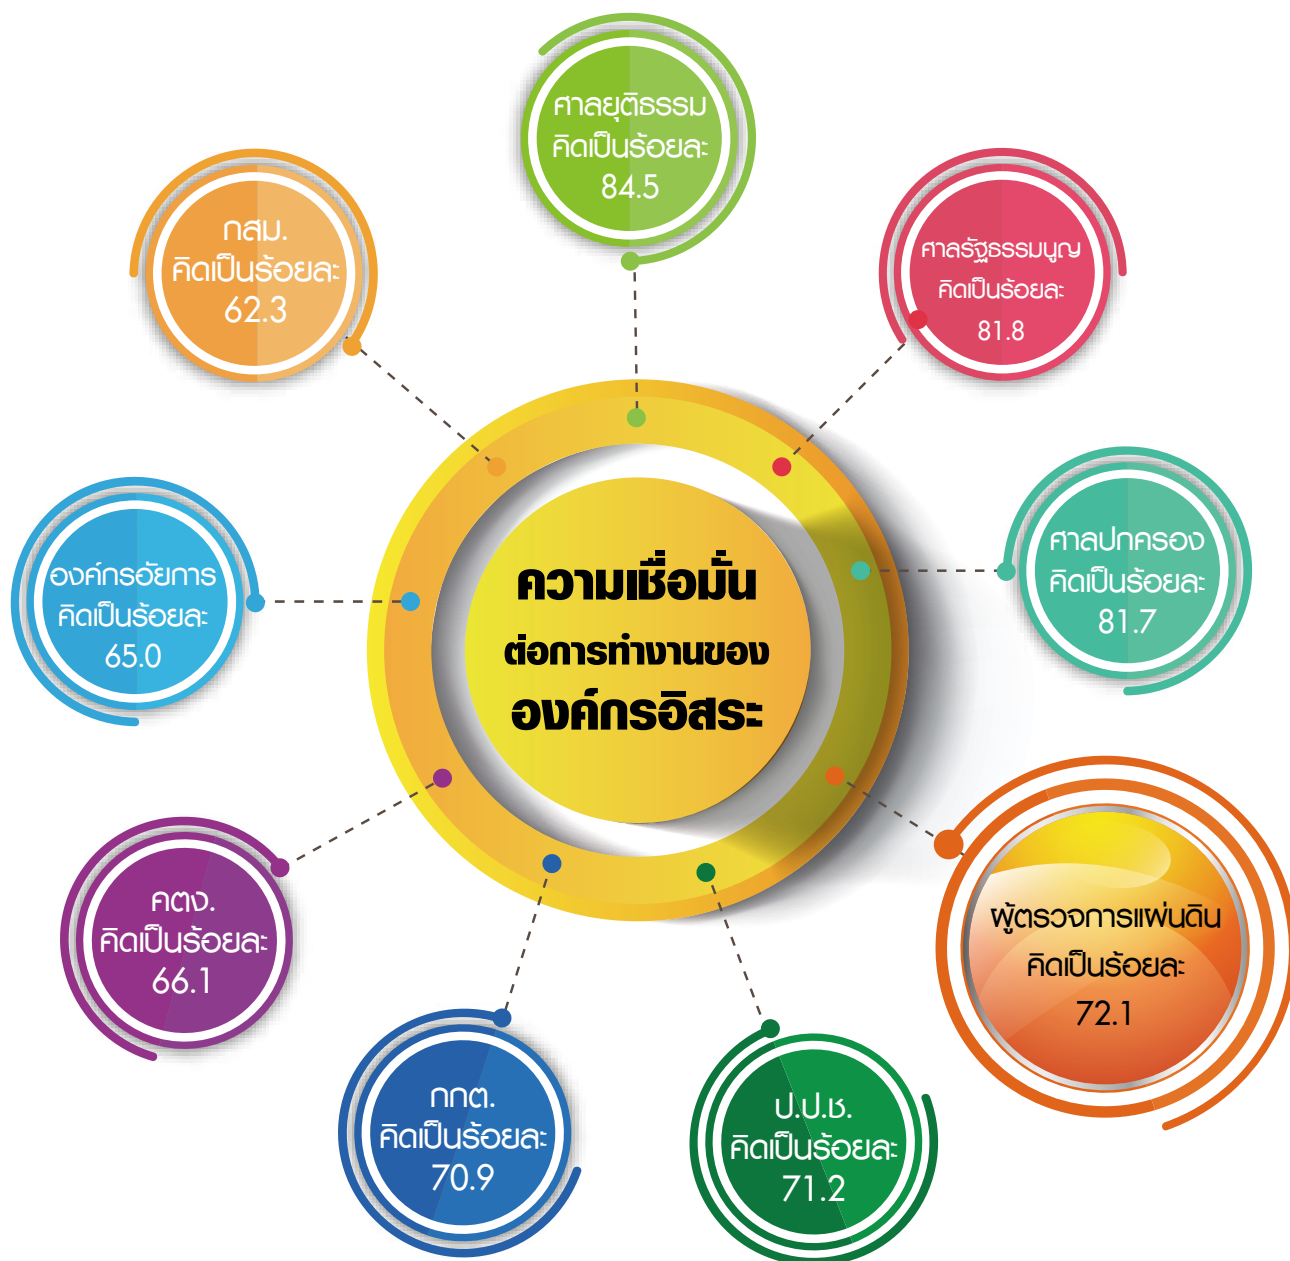 ความเชื่อมั่น
ต่อการทำงานของ
องค์กรอิสระ
ศาลยุติธรรม
คิดเป็นร้อยละ
84.5
ศาลรัฐธรรมนูญ
คิดเป็นร้อยละ
81.8
ศาลปกครอง
คิดเป็นร้อยละ
81.7
ผู้ตรวจการแผ่นดิน
คิดเป็นร้อยละ
72.1
ป.ป.ช.
คิดเป็นร้อยละ
71.2
กกต.
คิดเป็นร้อยละ
70.9
คตง.
คิดเป็นร้อยละ
66.1
องค์กรอัยการ
คิดเป็นร้อยละ
65.0
กสม.
คิดเป็นร้อยละ
62.3